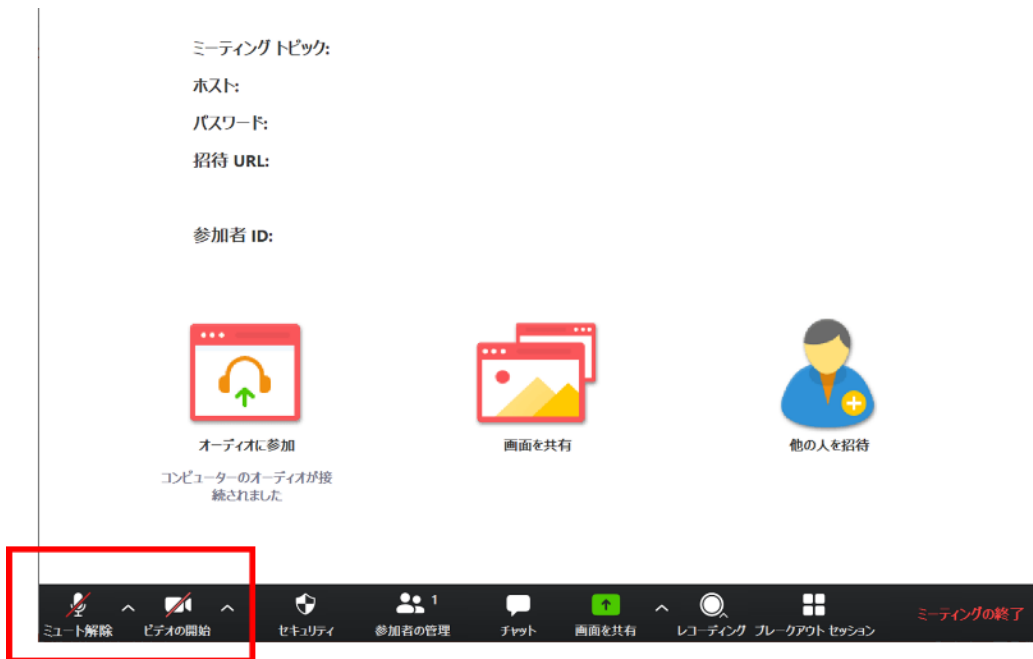 ミーティング トピック:
ホスト:
パスワード:
招待 URL:
参加者 ID:
オーディオに参加
画面を共有
他の人を招待
コンピューターのオーディオが接
続されました
ミュート解除
ビデオの開始
セキュリティ
1
参加者の管理
チャット
画面を共有
レコーディング
ブレークアウト セッション
ミーティングの終了